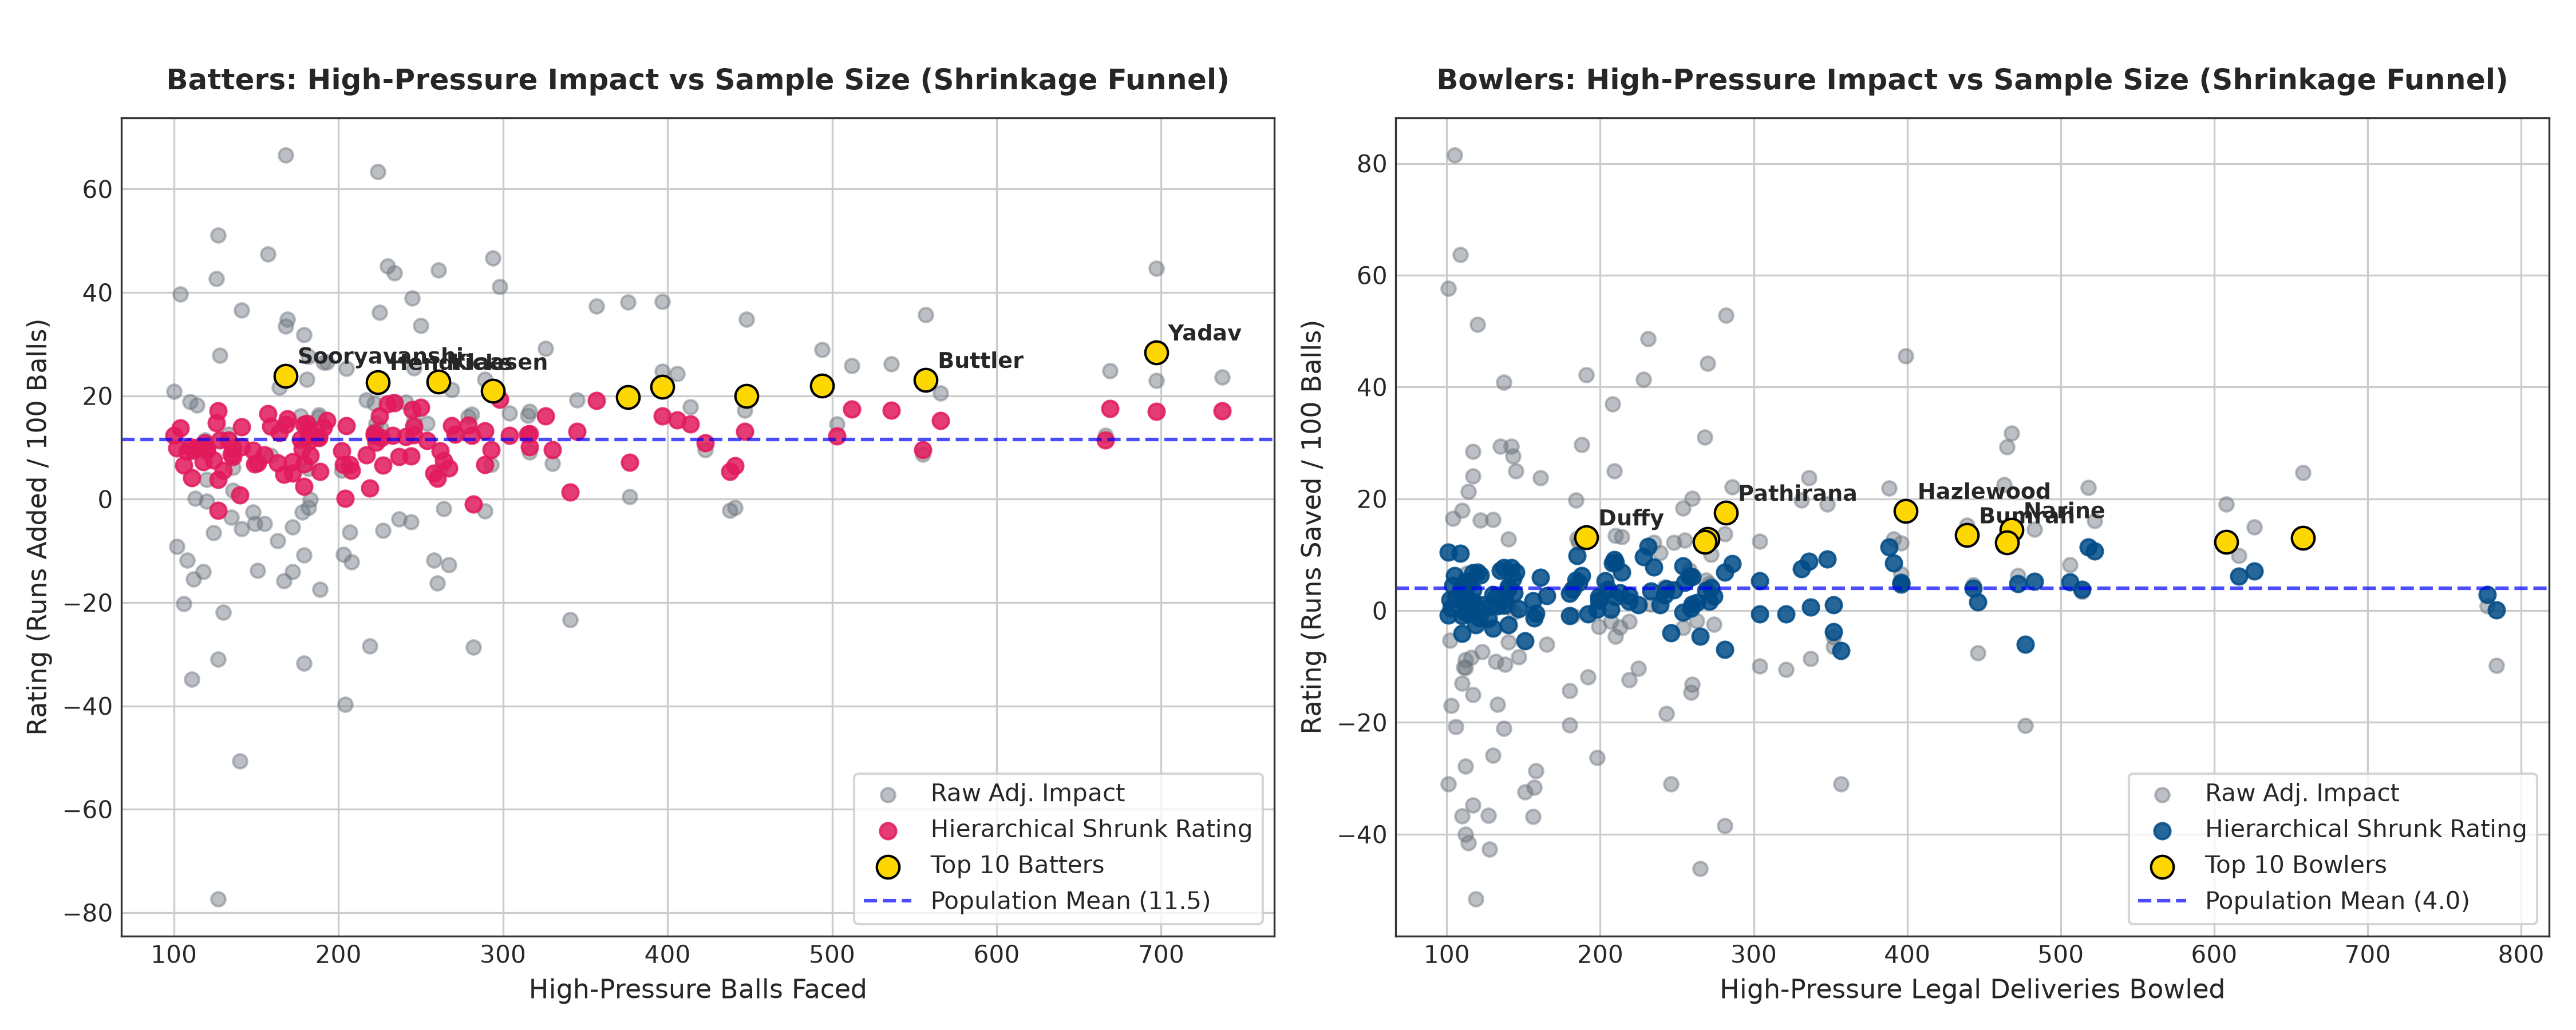 Batters: High-Pressure Impact vs Sample Size (Shrinkage Funnel)
Rating (Runs Added / 100 Balls)
60
40
20
0
−20
−40
−60
−80
Sooryavanshi
Hendricks
Klaasen
Buttler
Yadav
Raw Adj. Impact
Hierarchical Shrunk Rating
Top 10 Batters
Population Mean (11.5)
100 200 300 400 500 600 700
High-Pressure Balls Faced
Bowlers: High-Pressure Impact vs Sample Size (Shrinkage Funnel)
Rating (Runs Saved / 100 Balls)
80
60
40
20
0
−20
−40
Duffy
Pathirana
Hazlewood
Bumrah
Narine
Raw Adj. Impact
Hierarchical Shrunk Rating
Top 10 Bowlers
Population Mean (4.0)
100 200 300 400 500 600 700 800
High-Pressure Legal Deliveries Bowled